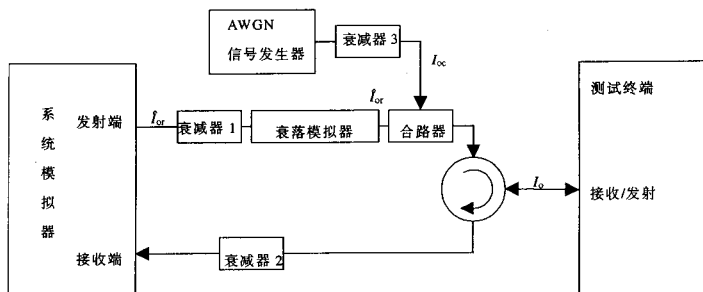 AWGN
信号发生器
衰减器 3
I_oc
系统模拟器
发射端
Î_or
衰减器 1
衰落模拟器
Î_or
合路器
测试终端
I_o
接收/发射
接收端
衰减器 2